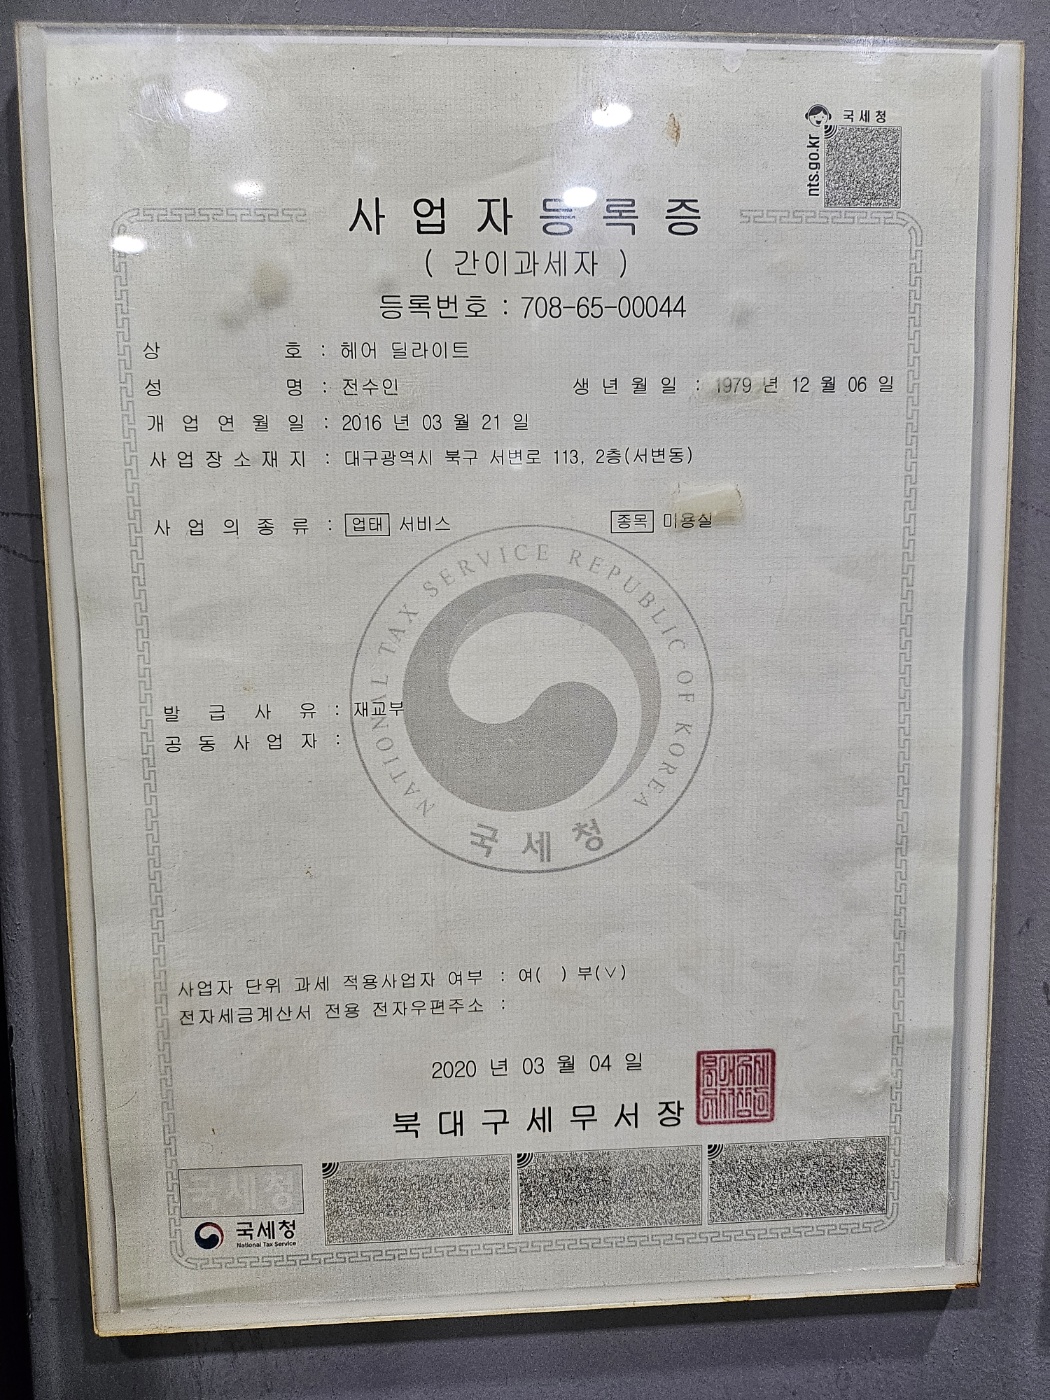 국세청
nts.go.kr
사업자등록증
( 간이과세자 )
등록번호 : 708-65-00044
상 호 : 헤어 딜라이트
성 명 : 전수인 생 년 월 일 : 1979 년 12 월 06 일
개 업 연 월 일 : 2016 년 03 월 21 일
사 업 장 소 재 지 : 대구광역시 북구 서변로 113, 2층(서변동)
사 업 의 종 류 : 업태 서비스 종목 미용실
NATIONAL TAX SERVICE REPUBLIC OF KOREA
발 급 사 유 : 재교부
공 동 사 업 자 :
국세청
사업자 단위 과세 적용사업자 여부 : 여( ) 부(∨)
전자세금계산서 전용 전자우편주소 :
2020 년 03 월 04 일
북대구세무서장
국세청
국세청
National Tax Service